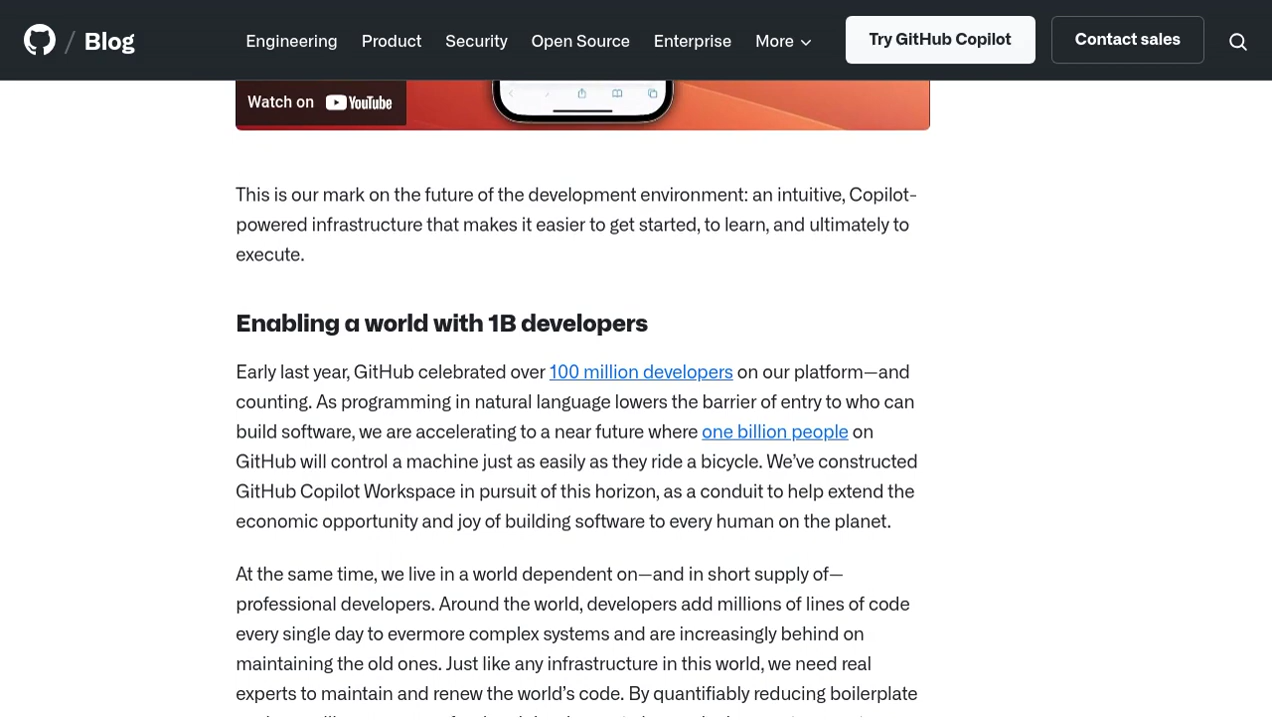 / Blog Engineering Product Security Open Source Enterprise More Try GitHub Copilot Contact sales
Watch on YouTube
This is our mark on the future of the development environment: an intuitive, Copilot-
powered infrastructure that makes it easier to get started, to learn, and ultimately to
execute.
Enabling a world with 1B developers
Early last year, GitHub celebrated over 100 million developers on our platform—and
counting. As programming in natural language lowers the barrier of entry to who can
build software, we are accelerating to a near future where one billion people on
GitHub will control a machine just as easily as they ride a bicycle. We’ve constructed
GitHub Copilot Workspace in pursuit of this horizon, as a conduit to help extend the
economic opportunity and joy of building software to every human on the planet.
At the same time, we live in a world dependent on—and in short supply of—
professional developers. Around the world, developers add millions of lines of code
every single day to evermore complex systems and are increasingly behind on
maintaining the old ones. Just like any infrastructure in this world, we need real
experts to maintain and renew the world’s code. By quantifiably reducing boilerplate